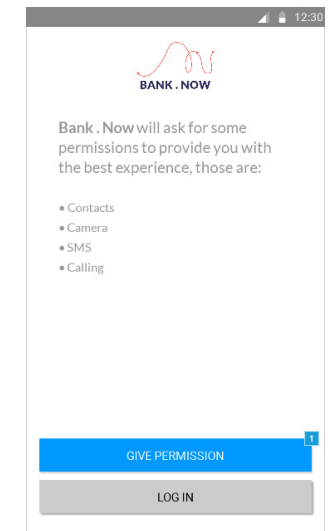 12:30
BANK . NOW
Bank . Now will ask for some
permissions to provide you with
the best experience, those are:
• Contacts
• Camera
• SMS
• Calling
1
GIVE PERMISSION
LOG IN